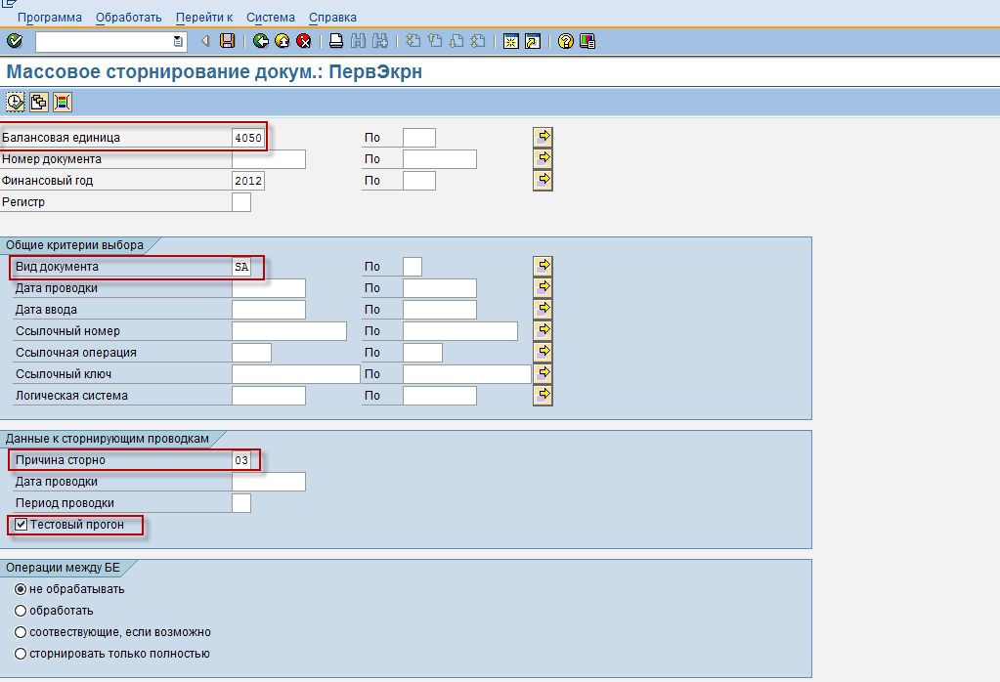 Программа Обработать Перейти к Система Справка
Массовое сторнирование докум.: ПервЭкрн
Балансовая единица 4050 По
Номер документа По
Финансовый год 2012 По
Регистр
Общие критерии выбора
Вид документа SA По
Дата проводки По
Дата ввода По
Ссылочный номер По
Ссылочная операция По
Ссылочный ключ По
Логическая система По
Данные к сторнирующим проводкам
Причина сторно 03
Дата проводки
Период проводки
Тестовый прогон
Операции между БЕ
не обрабатывать
обработать
соотвествующие, если возможно
сторнировать только полностью